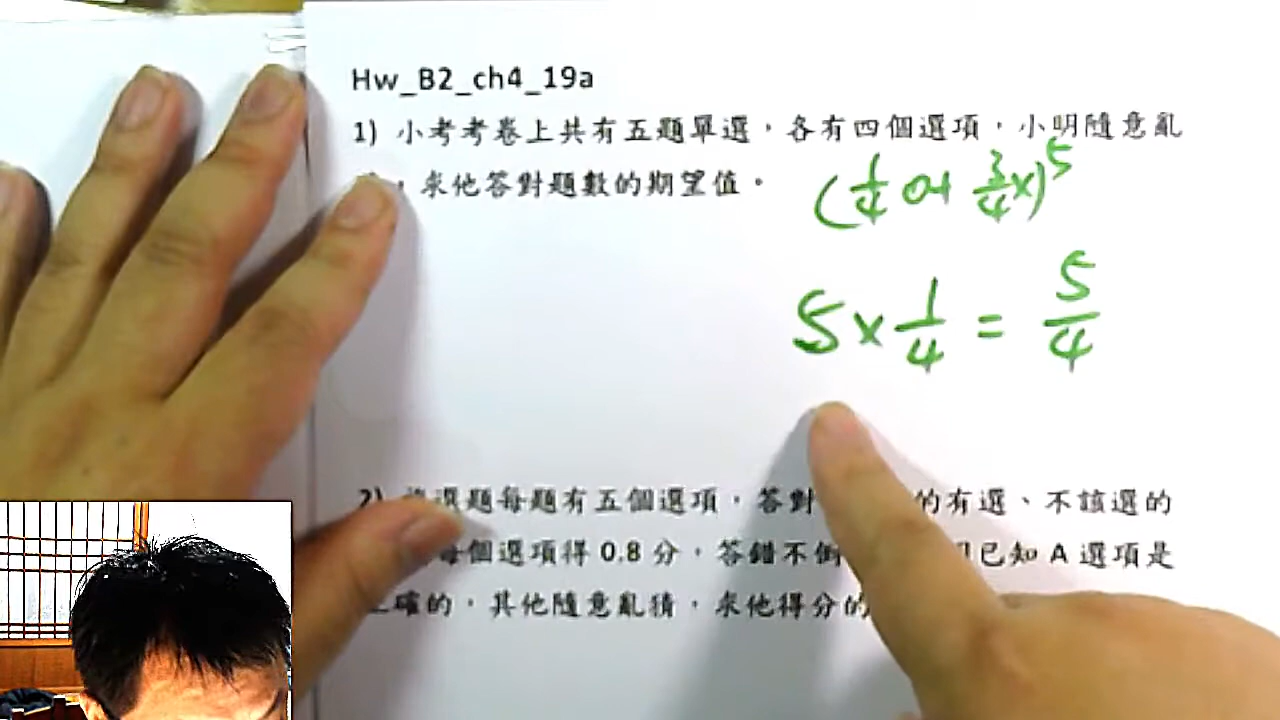 Hw_B2_ch4_19a
1) 小考考卷上共有五題單選，各有四個選項，小明隨意亂
，求他答對題數的期望值。
(1/4 O+ 3/4 X)^5
5 × 1/4 = 5/4
2) 選題每題有五個選項，答對 的有選、不該選的
每個選項得 0.8 分，答錯不倒 已知 A 選項是
確的，其他隨意亂猜，求他得分的